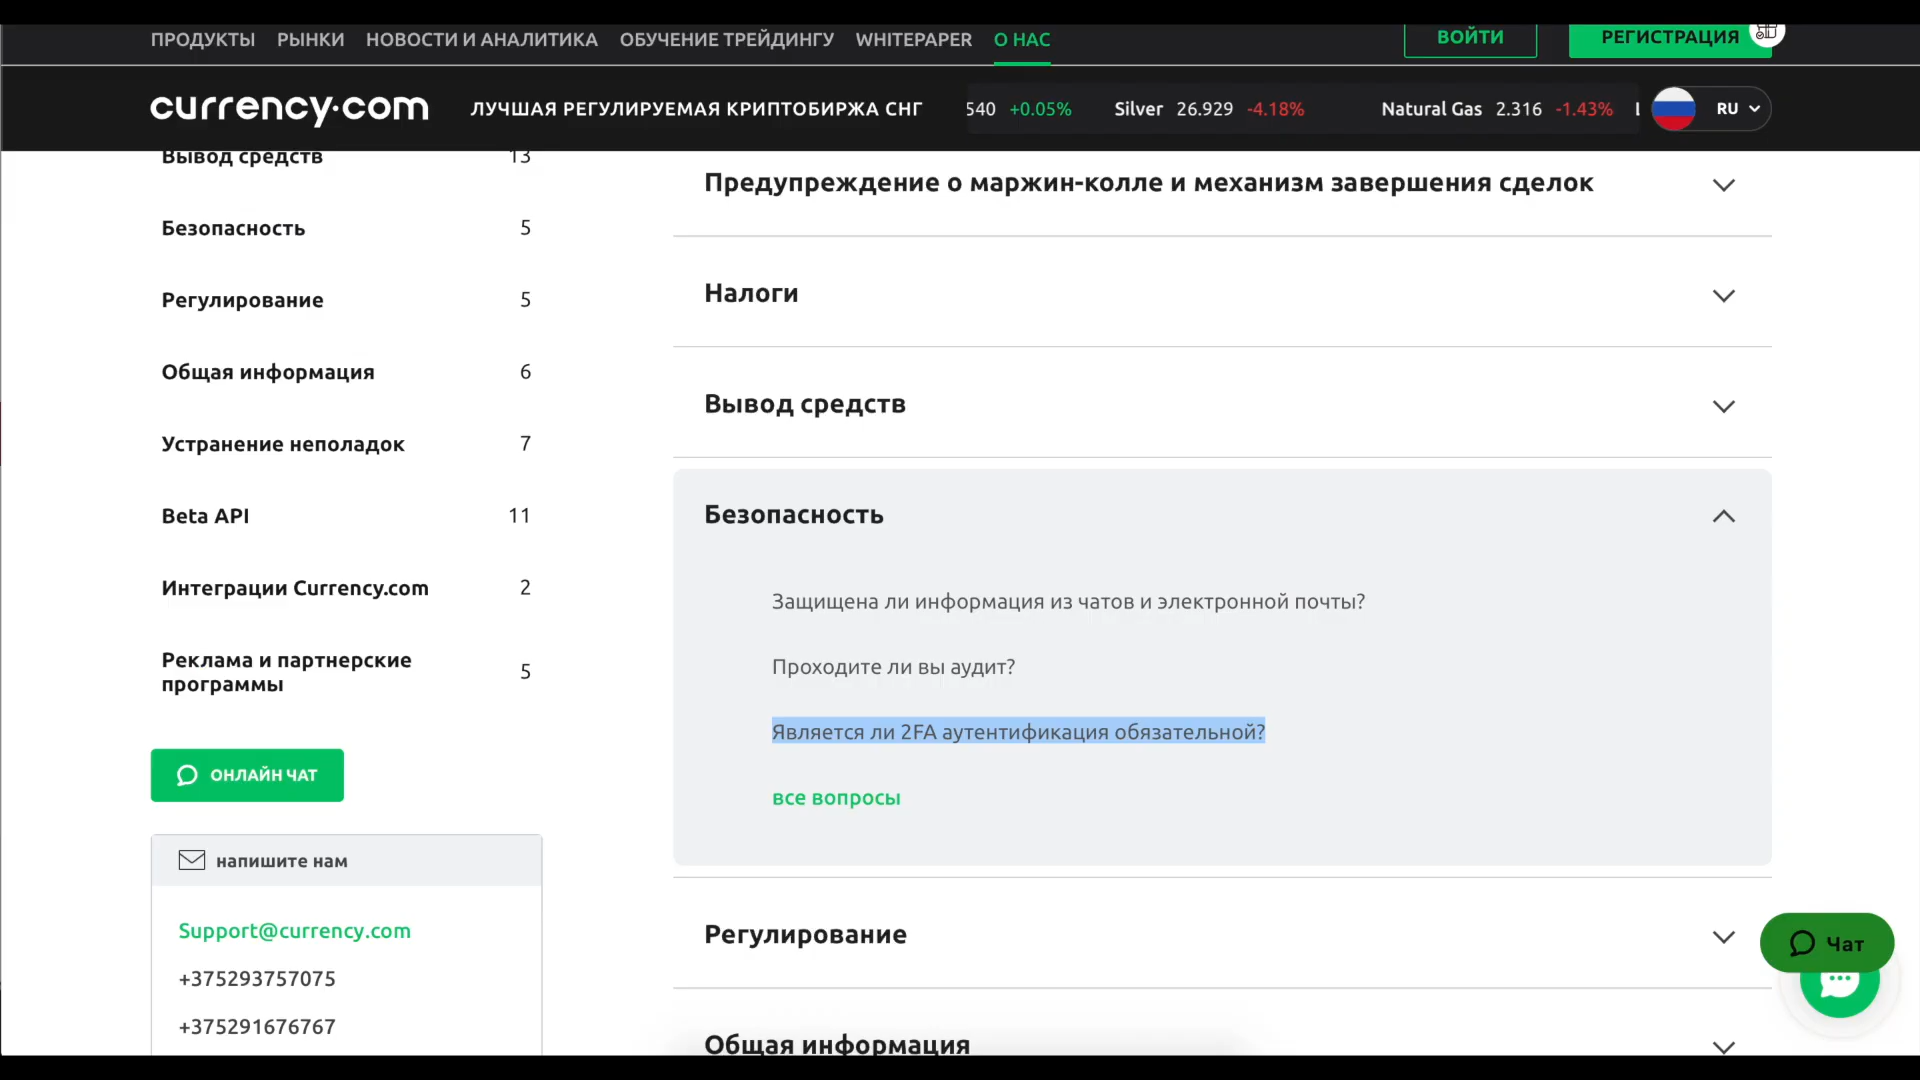 ПРОДУКТЫ РЫНКИ НОВОСТИ И АНАЛИТИКА ОБУЧЕНИЕ ТРЕЙДИНГУ WHITEPAPER О НАС ВОЙТИ РЕГИСТРАЦИЯ
currency.com ЛУЧШАЯ РЕГУЛИРУЕМАЯ КРИПТОБИРЖА СНГ 540 +0.05% Silver 26.929 -4.18% Natural Gas 2.316 -1.43% RU
Вывод средств 13
Безопасность 5
Регулирование 5
Общая информация 6
Устранение неполадок 7
Beta API 11
Интеграции Currency.com 2
Реклама и партнерские
программы 5
ОНЛАЙН ЧАТ
напишите нам
Support@currency.com
+375293757075
+375291676767
Предупреждение о маржин-колле и механизм завершения сделок
Налоги
Вывод средств
Безопасность
Защищена ли информация из чатов и электронной почты?
Проходите ли вы аудит?
Является ли 2FA аутентификация обязательной?
все вопросы
Регулирование
Общая информация
Чат